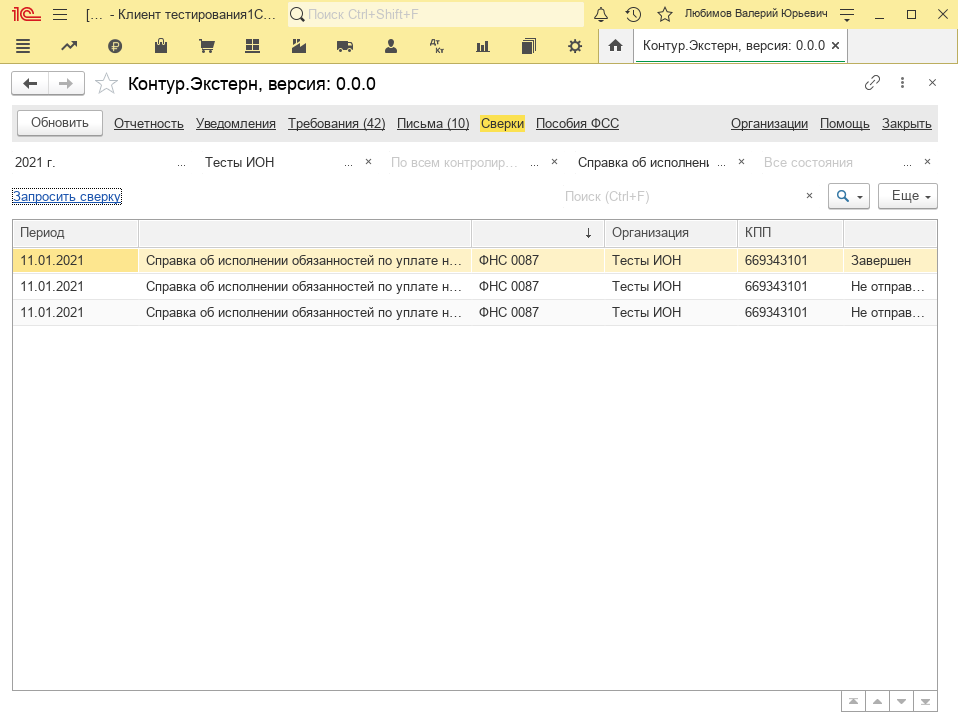 1С [... - Клиент тестирования1С... Поиск Ctrl+Shift+F Любимов Валерий Юрьевич
Дт Кт Контур.Экстерн, версия: 0.0.0 ×
Контур.Экстерн, версия: 0.0.0
Обновить Отчетность Уведомления Требования (42) Письма (10) Сверки Пособия ФСС Организации Помощь Закрыть
2021 г. ... Тесты ИОН ... × По всем контролир... ... × Справка об исполнени ... × Все состояния ... ×
Запросить сверку Поиск (Ctrl+F) × Еще
Период ↓ Организация КПП
11.01.2021 Справка об исполнении обязанностей по уплате н... ФНС 0087 Тесты ИОН 669343101 Завершен
11.01.2021 Справка об исполнении обязанностей по уплате н... ФНС 0087 Тесты ИОН 669343101 Не отправ...
11.01.2021 Справка об исполнении обязанностей по уплате н... ФНС 0087 Тесты ИОН 669343101 Не отправ...